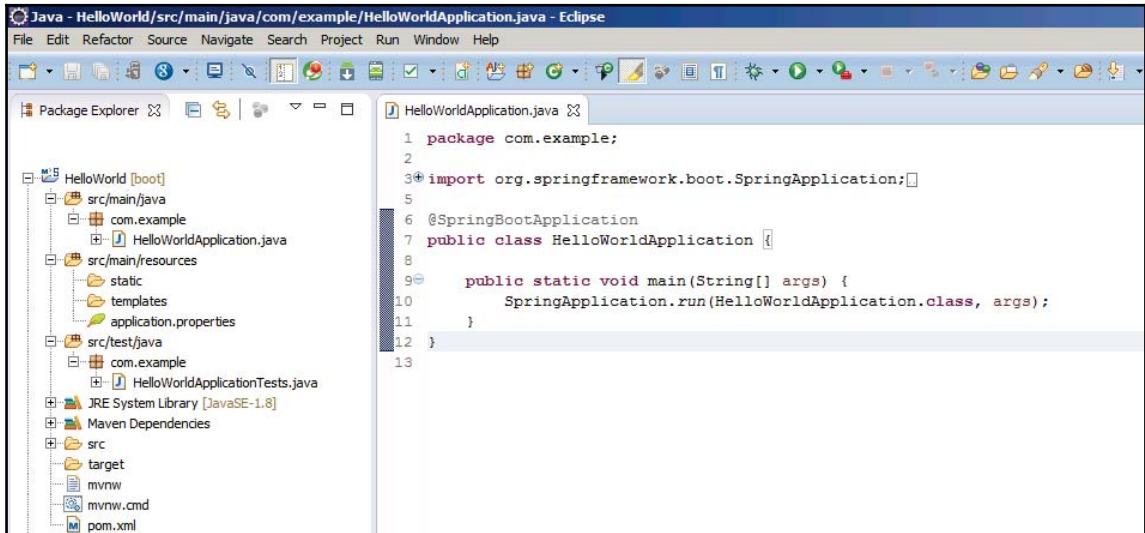 Java - HelloWorld/src/main/java/com/example/HelloWorldApplication.java - Eclipse
File Edit Refactor Source Navigate Search Project Run Window Help
Package Explorer
HelloWorld [boot]
src/main/java
com.example
HelloWorldApplication.java
src/main/resources
static
templates
application.properties
src/test/java
com.example
HelloWorldApplicationTests.java
JRE System Library [JavaSE-1.8]
Maven Dependencies
src
target
mvnw
mvnw.cmd
pom.xml
HelloWorldApplication.java
1 package com.example;
2
3 import org.springframework.boot.SpringApplication;
5
6 @SpringBootApplication
7 public class HelloWorldApplication {
8
9 public static void main(String[] args) {
10 SpringApplication.run(HelloWorldApplication.class, args);
11 }
12 }
13